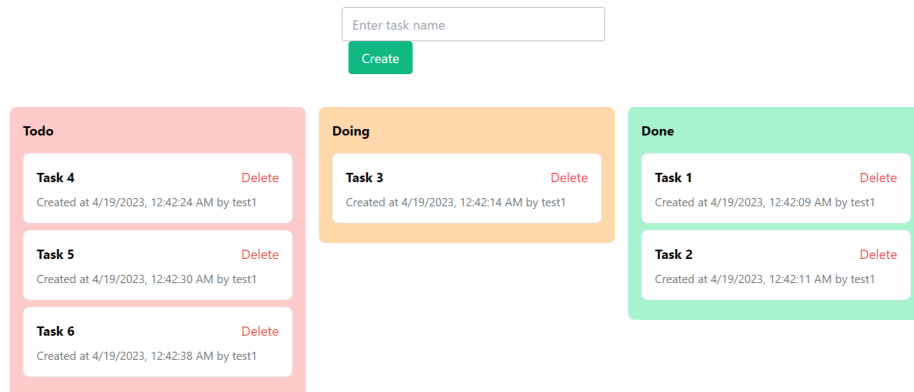 Enter task name
Create
Todo
Task 4 Delete
Created at 4/19/2023, 12:42:24 AM by test1
Task 5 Delete
Created at 4/19/2023, 12:42:30 AM by test1
Task 6 Delete
Created at 4/19/2023, 12:42:38 AM by test1
Doing
Task 3 Delete
Created at 4/19/2023, 12:42:14 AM by test1
Done
Task 1 Delete
Created at 4/19/2023, 12:42:09 AM by test1
Task 2 Delete
Created at 4/19/2023, 12:42:11 AM by test1